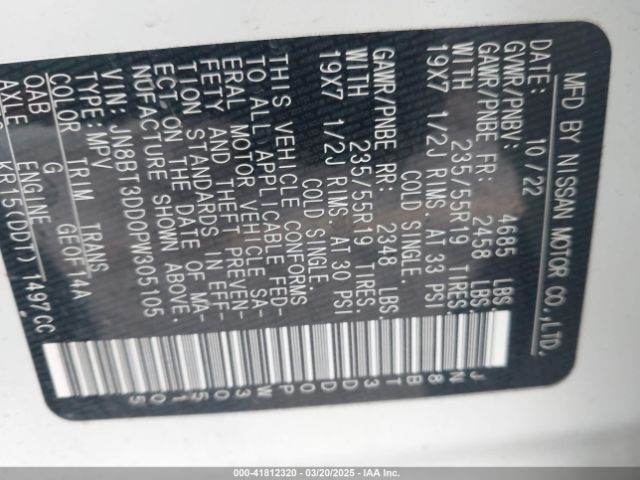 MFD BY NISSAN MOTOR CO.,LTD.
DATE: 10/22
GVWR/PNBV: 4685 LBS.
GAWR/PNBE FR: 2458 LBS.
WITH 235/55R19 TIRES.
19X7 1/2J RIMS. AT 33 PSI
COLD SINGLE.
GAWR/PNBE RR: 2348 LBS.
WITH 235/55R19 TIRES.
19X7 1/2J RIMS. AT 30 PSI
COLD SINGLE.
THIS VEHICLE CONFORMS
TO ALL APPLICABLE FED-
ERAL MOTOR VEHICLE SA-
FETY AND THEFT PREVEN-
TION STANDARDS IN EFF-
ECT ON THE DATE OF MA-
NUFACTURE SHOWN ABOVE.
VIN: JN8BT3DD0PW305105
TYPE: MPV
COLOR TRIM TRANS
QAB G GE0F14A
ENGINE
KR15(DDT) 1497CC
JN8BT3DD0PW305105
000-41812320 | 03/20/2025 | IAA Inc.